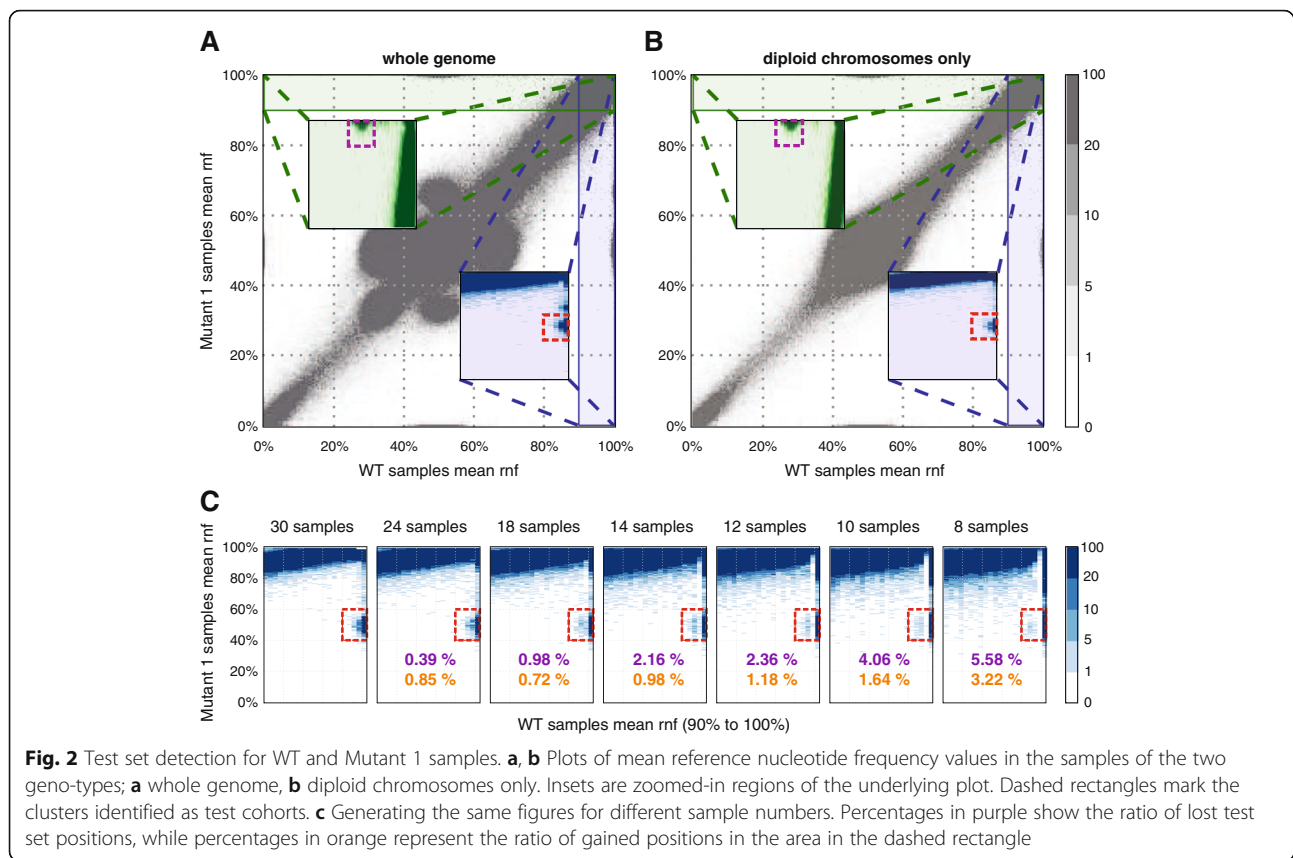 A
B
whole genome
diploid chromosomes only
Mutant 1 samples mean rnf
100%
80%
60%
40%
20%
0%
0%
20%
40%
60%
80%
100%
WT samples mean rnf
100%
80%
60%
40%
20%
0%
0%
20%
40%
60%
80%
100%
WT samples mean rnf
100
20
10
5
1
0
C
Mutant 1 samples mean rnf
30 samples
24 samples
18 samples
14 samples
12 samples
10 samples
8 samples
100%
80%
60%
40%
20%
0%
0.39 %
0.85 %
0.98 %
0.72 %
2.16 %
0.98 %
2.36 %
1.18 %
4.06 %
1.64 %
5.58 %
3.22 %
100
20
10
5
1
0
WT samples mean rnf (90% to 100%)
Fig. 2 Test set detection for WT and Mutant 1 samples. a, b Plots of mean reference nucleotide frequency values in the samples of the two
geno-types; a whole genome, b diploid chromosomes only. Insets are zoomed-in regions of the underlying plot. Dashed rectangles mark the
clusters identified as test cohorts. c Generating the same figures for different sample numbers. Percentages in purple show the ratio of lost test
set positions, while percentages in orange represent the ratio of gained positions in the area in the dashed rectangle